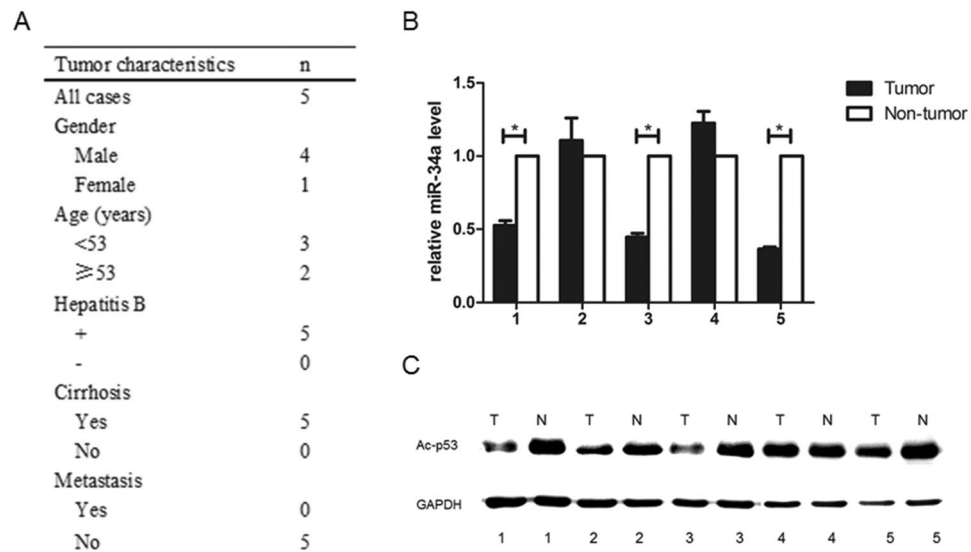 A
Tumor characteristics n
All cases 5
Gender
Male 4
Female 1
Age (years)
<53 3
≥53 2
Hepatitis B
+ 5
- 0
Cirrhosis
Yes 5
No 0
Metastasis
Yes 0
No 5
B
relative miR-34a level
1.5
1.0
0.5
0.0
* * *
1 2 3 4 5
Tumor
Non-tumor
C
T N T N T N T N T N
Ac-p53
GAPDH
1 1 2 2 3 3 4 4 5 5